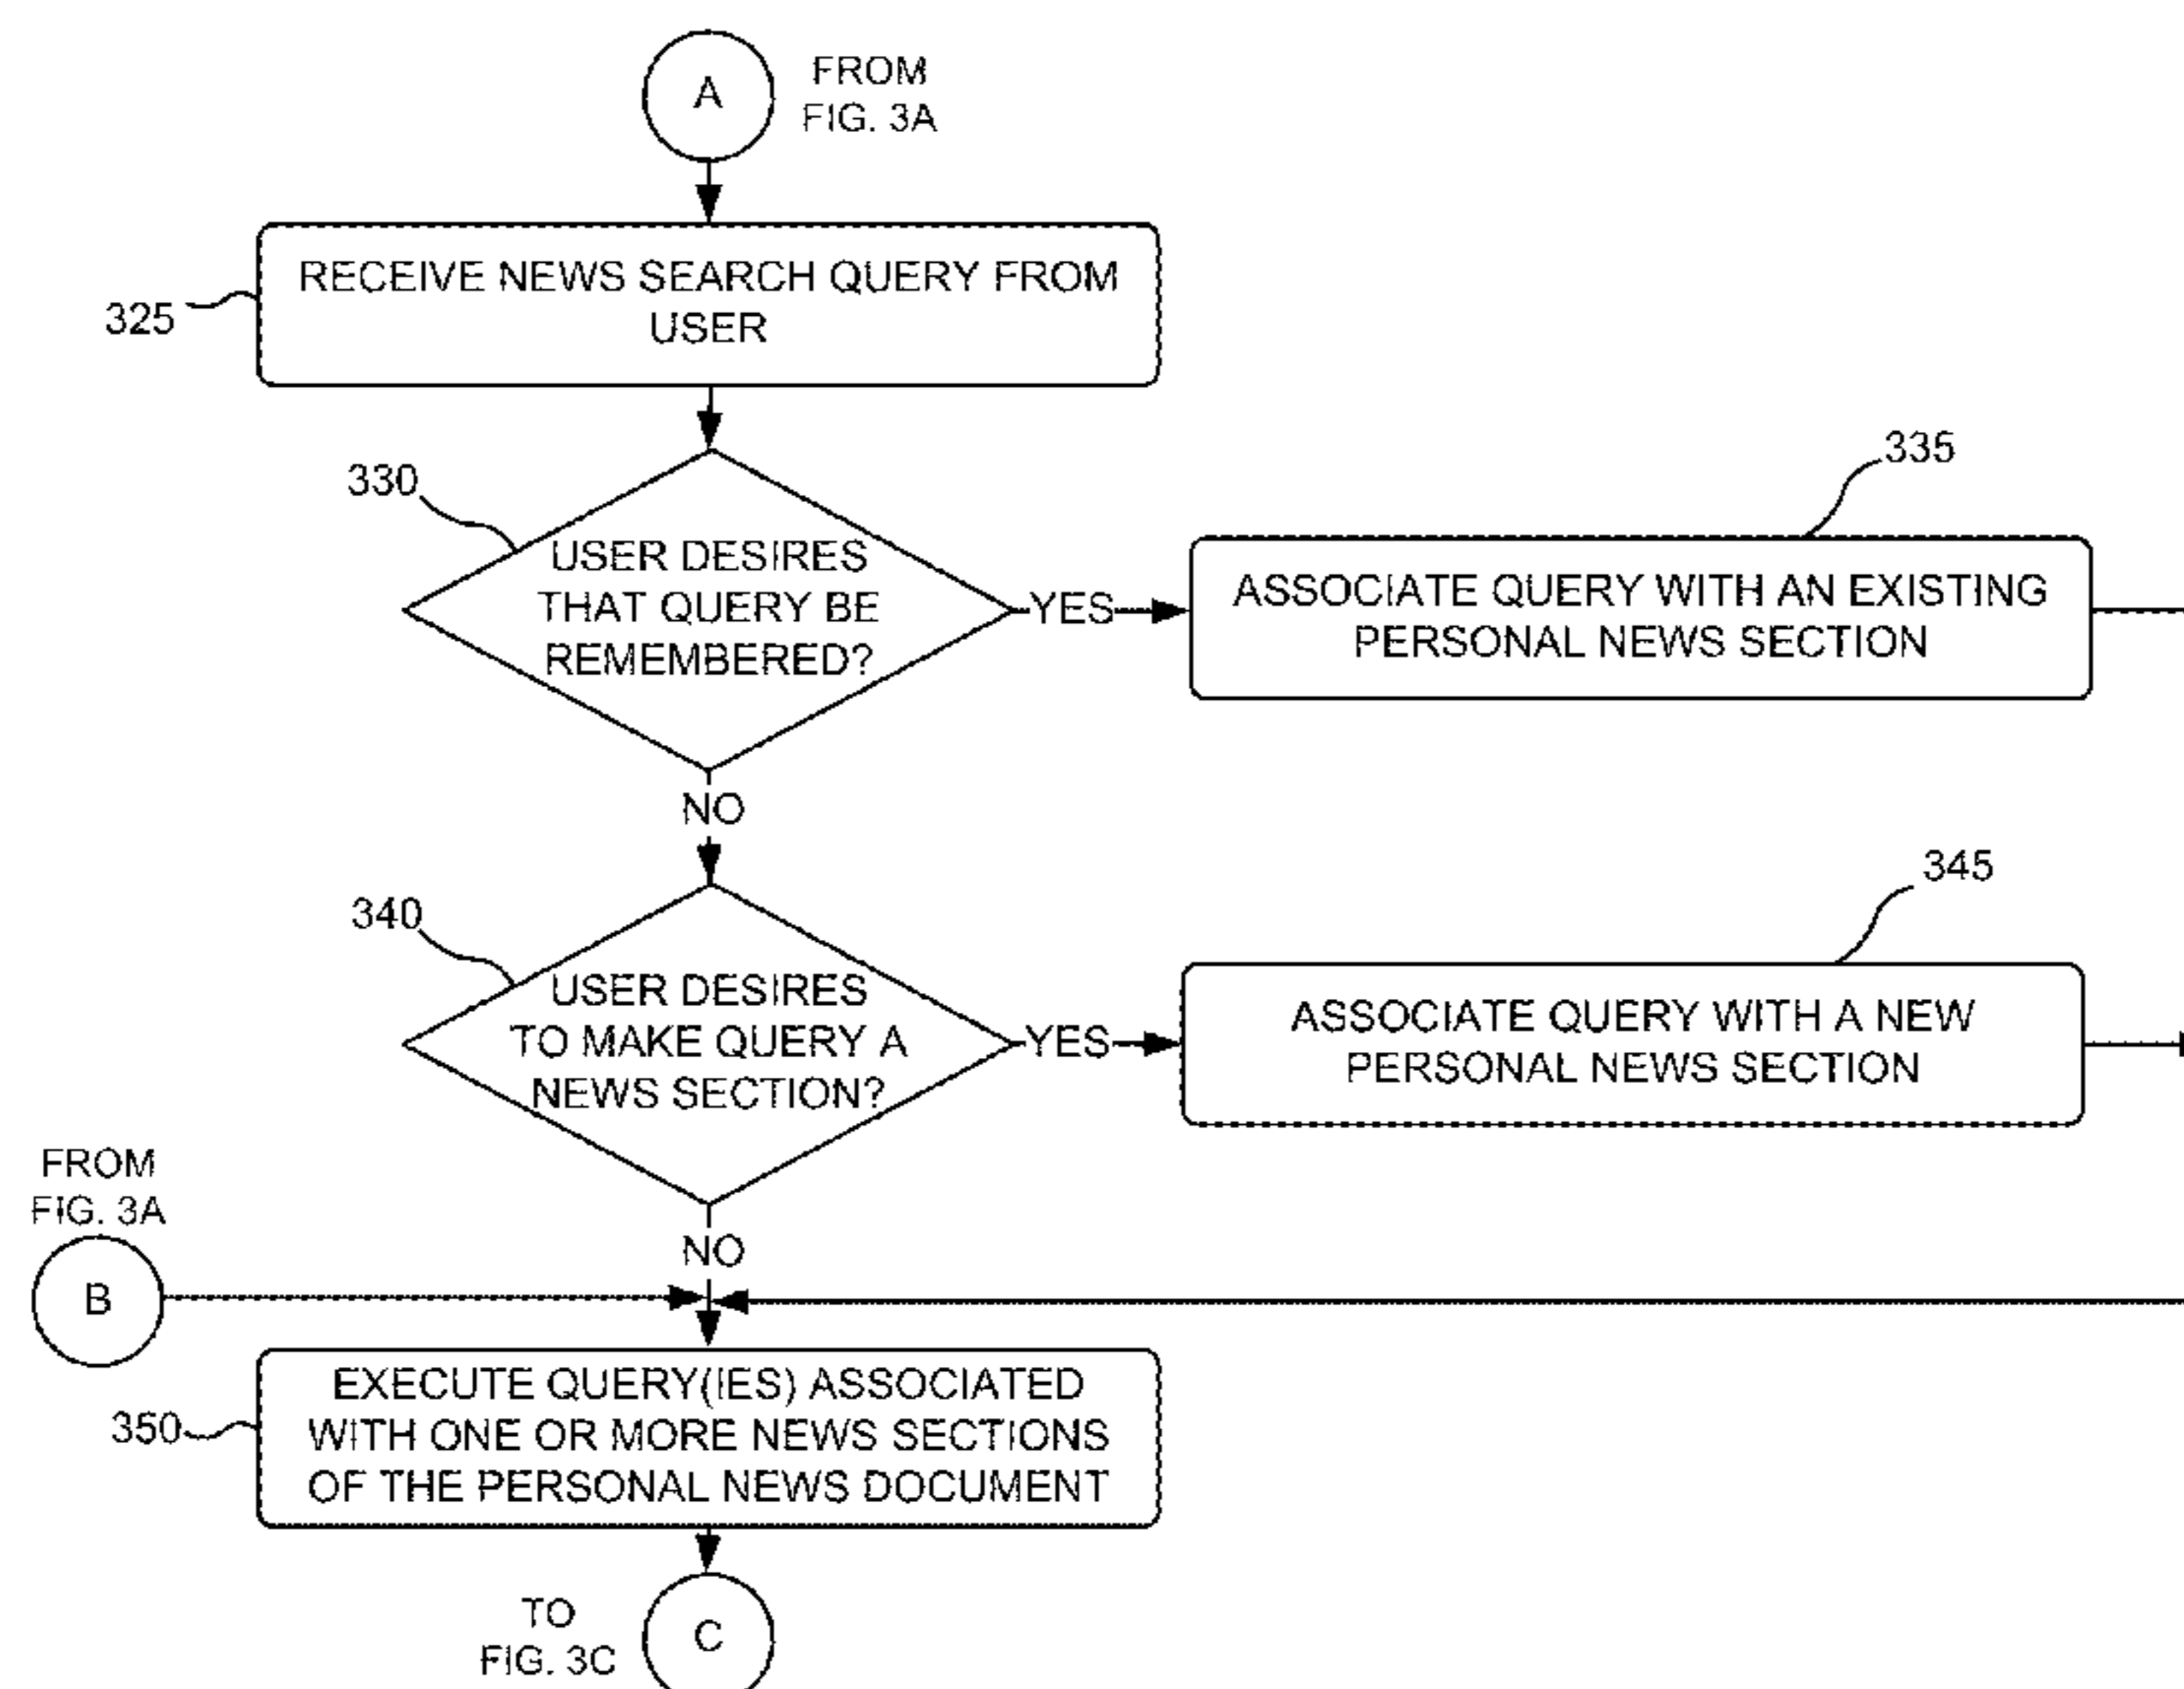 A
FROM
FIG. 3A
RECEIVE NEWS SEARCH QUERY FROM
USER
325
330
USER DESIRES
THAT QUERY BE
REMEMBERED?
YES
335
ASSOCIATE QUERY WITH AN EXISTING
PERSONAL NEWS SECTION
NO
340
USER DESIRES
TO MAKE QUERY A
NEWS SECTION?
YES
345
ASSOCIATE QUERY WITH A NEW
PERSONAL NEWS SECTION
NO
FROM
FIG. 3A
B
350
EXECUTE QUERY(IES) ASSOCIATED
WITH ONE OR MORE NEWS SECTIONS
OF THE PERSONAL NEWS DOCUMENT
TO
FIG. 3C
C